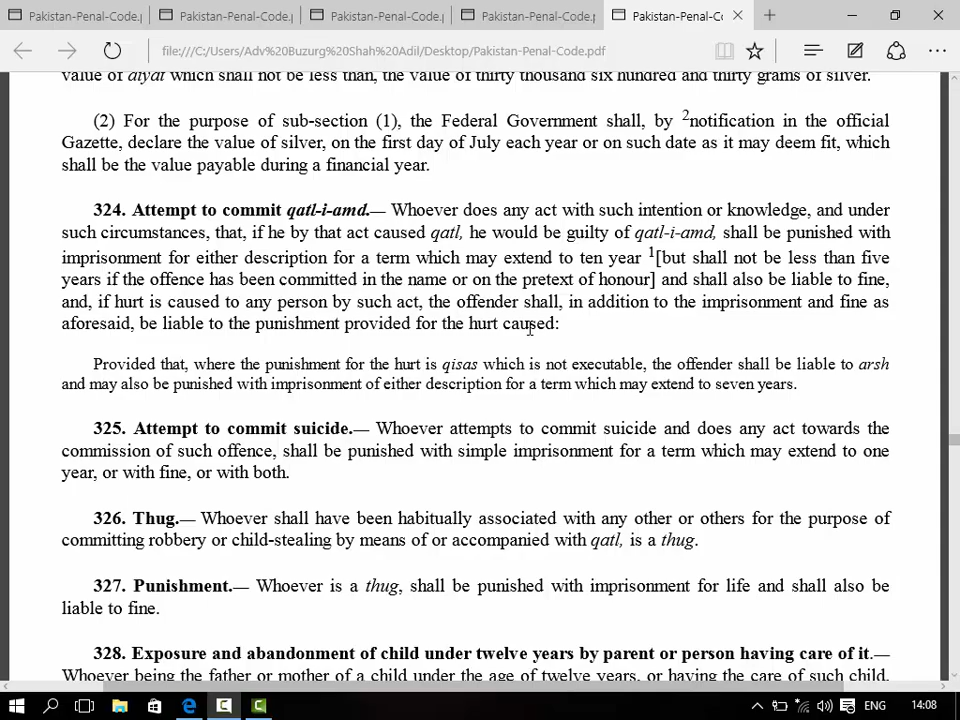 Pakistan-Penal-Code.p
Pakistan-Penal-Code.p
Pakistan-Penal-Code.p
Pakistan-Penal-Code.p
Pakistan-Penal-Co
file:///C:/Users/Adv%20Buzurg%20Shah%20Adil/Desktop/Pakistan-Penal-Code.pdf
value of diyat which shall not be less than, the value of thirty thousand six hundred and thirty grams of silver.
(2) For the purpose of sub-section (1), the Federal Government shall, by 2notification in the official
Gazette, declare the value of silver, on the first day of July each year or on such date as it may deem fit, which
shall be the value payable during a financial year.
324. Attempt to commit qatl-i-amd.— Whoever does any act with such intention or knowledge, and under
such circumstances, that, if he by that act caused qatl, he would be guilty of qatl-i-amd, shall be punished with
imprisonment for either description for a term which may extend to ten year 1[but shall not be less than five
years if the offence has been committed in the name or on the pretext of honour] and shall also be liable to fine,
and, if hurt is caused to any person by such act, the offender shall, in addition to the imprisonment and fine as
aforesaid, be liable to the punishment provided for the hurt caused:
Provided that, where the punishment for the hurt is qisas which is not executable, the offender shall be liable to arsh
and may also be punished with imprisonment of either description for a term which may extend to seven years.
325. Attempt to commit suicide.— Whoever attempts to commit suicide and does any act towards the
commission of such offence, shall be punished with simple imprisonment for a term which may extend to one
year, or with fine, or with both.
326. Thug.— Whoever shall have been habitually associated with any other or others for the purpose of
committing robbery or child-stealing by means of or accompanied with qatl, is a thug.
327. Punishment.— Whoever is a thug, shall be punished with imprisonment for life and shall also be
liable to fine.
328. Exposure and abandonment of child under twelve years by parent or person having care of it.—
Whoever being the father or mother of a child under the age of twelve years, or having the care of such child,
ENG
14:08